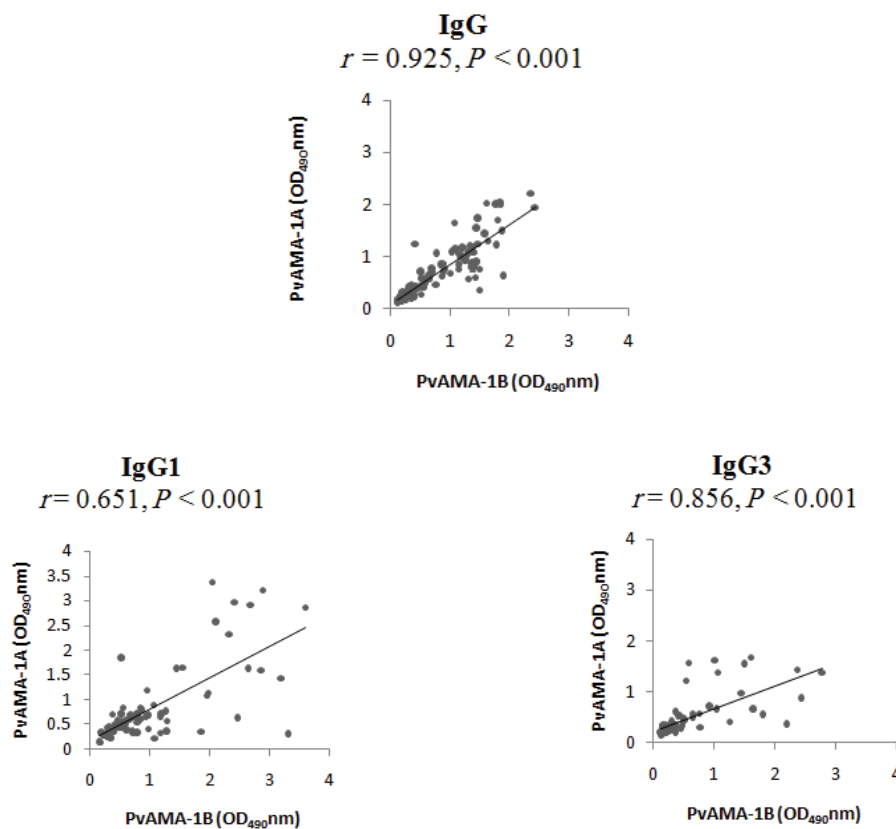 IgG
r = 0.925, P < 0.001
4
3
2
1
0
PvAMA-1A (OD490nm)
0 1 2 3 4
PvAMA-1B (OD490nm)
IgG1
r= 0.651, P < 0.001
4
3.5
3
2.5
2
1.5
1
0.5
0
PvAMA-1A (OD490nm)
0 1 2 3 4
PvAMA-1B (OD490nm)
IgG3
r= 0.856, P < 0.001
4
3
2
1
0
PvAMA-1A (OD490nm)
0 1 2 3 4
PvAMA-1B (OD490nm)